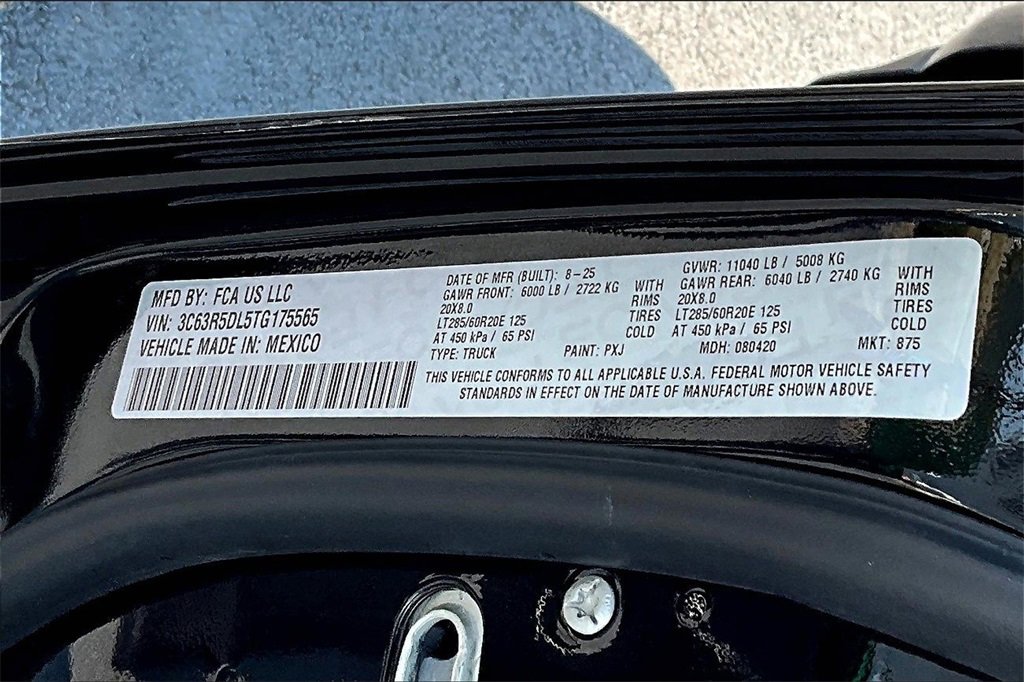 MFD BY: FCA US LLC
VIN: 3C63R5DL5TG175565
VEHICLE MADE IN: MEXICO
DATE OF MFR (BUILT): 8-25
GAWR FRONT: 6000 LB / 2722 KG WITH
20X8.0 RIMS
LT285/60R20E 125 TIRES
AT 450 kPa / 65 PSI COLD
GVWR: 11040 LB / 5008 KG
GAWR REAR: 6040 LB / 2740 KG WITH
20X8.0 RIMS
LT285/60R20E 125 TIRES
AT 450 kPa / 65 PSI COLD
TYPE: TRUCK PAINT: PXJ MDH: 080420 MKT: 875
THIS VEHICLE CONFORMS TO ALL APPLICABLE U.S.A. FEDERAL MOTOR VEHICLE SAFETY
STANDARDS IN EFFECT ON THE DATE OF MANUFACTURE SHOWN ABOVE.